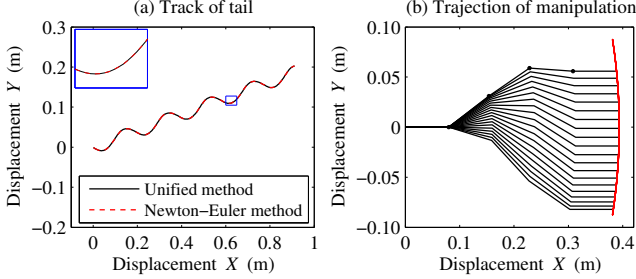 (a) Track of tail
0.3
0.2
0.1
0
−0.1
−0.2
Displacement Y (m)
Unified method
Newton−Euler method
0 0.2 0.4 0.6 0.8 1
Displacement X (m)
(b) Trajection of manipulation
0.10
0.05
0
−0.05
−0.10
Displacement Y (m)
0 0.1 0.2 0.3 0.4
Displacement X (m)